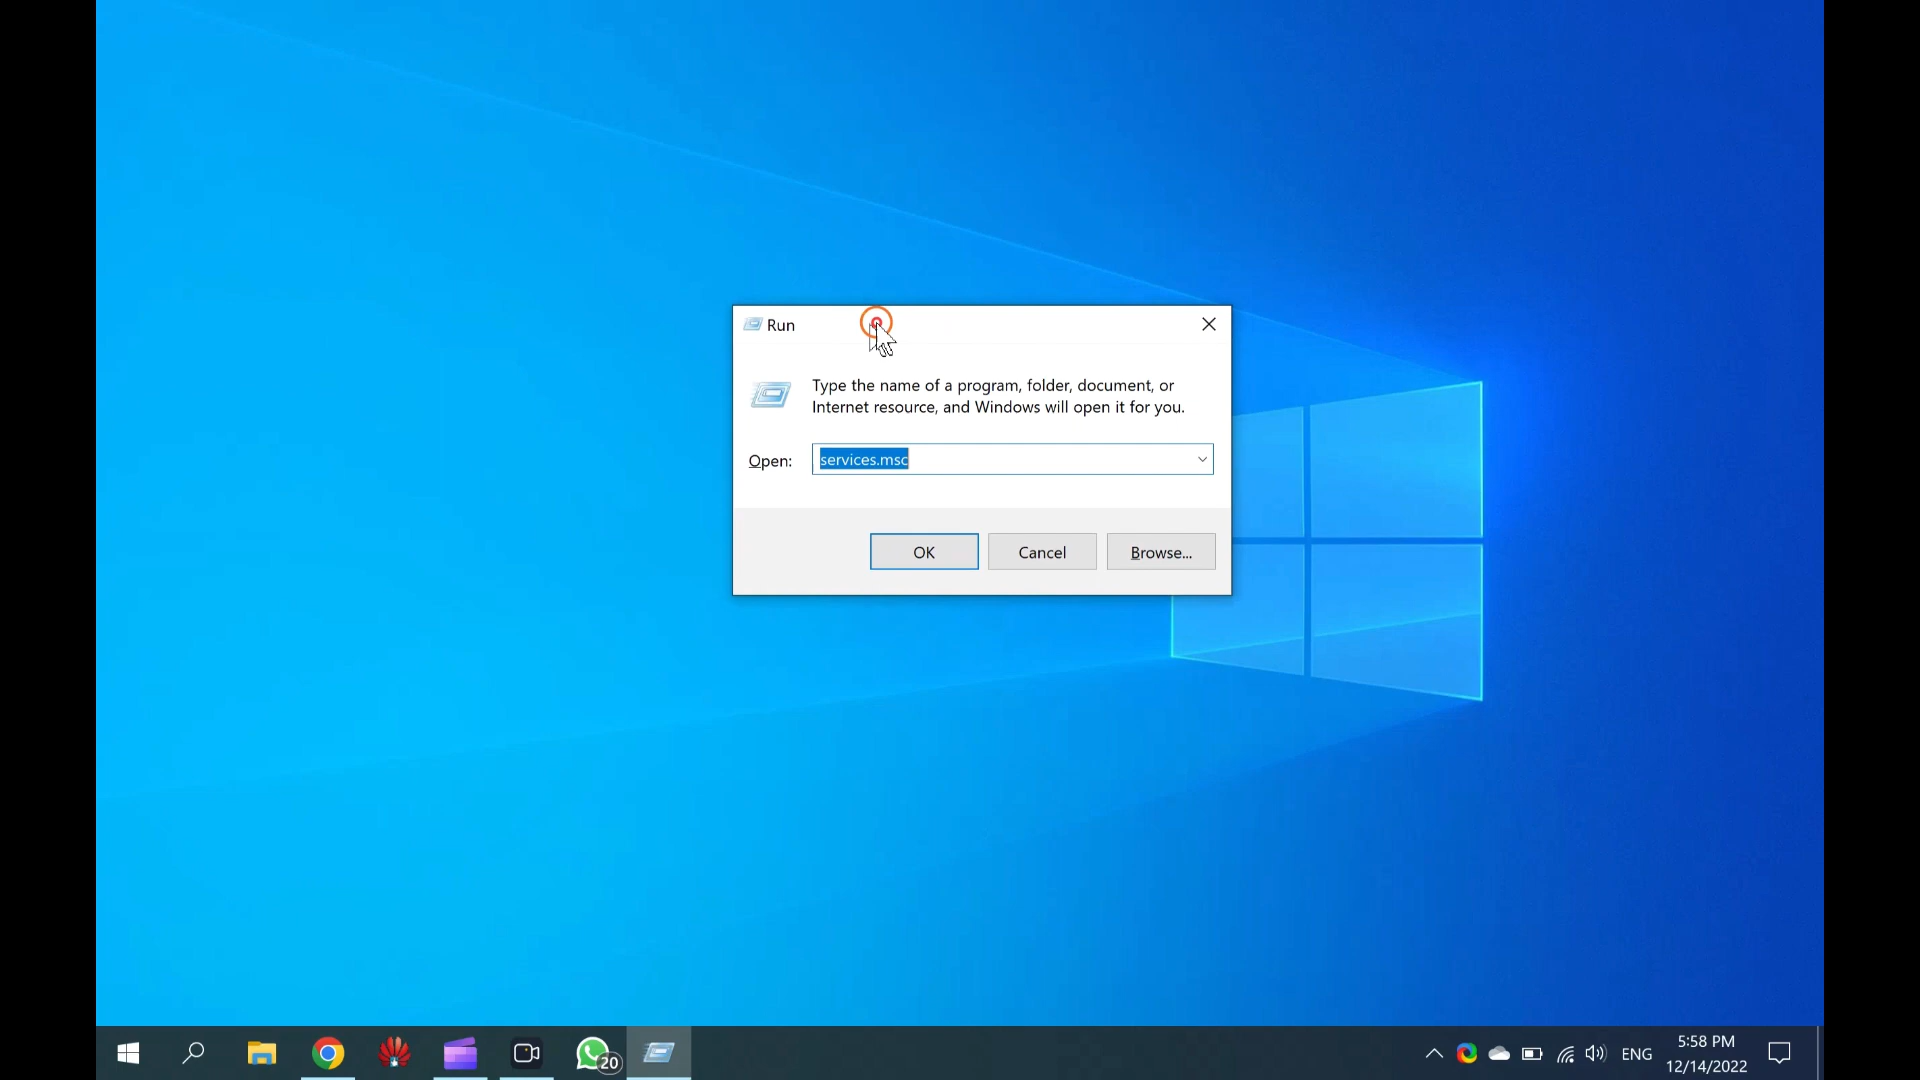 Run
Type the name of a program, folder, document, or
Internet resource, and Windows will open it for you.
Open: services.msc
OK Cancel Browse...
20
ENG
5:58 PM
12/14/2022